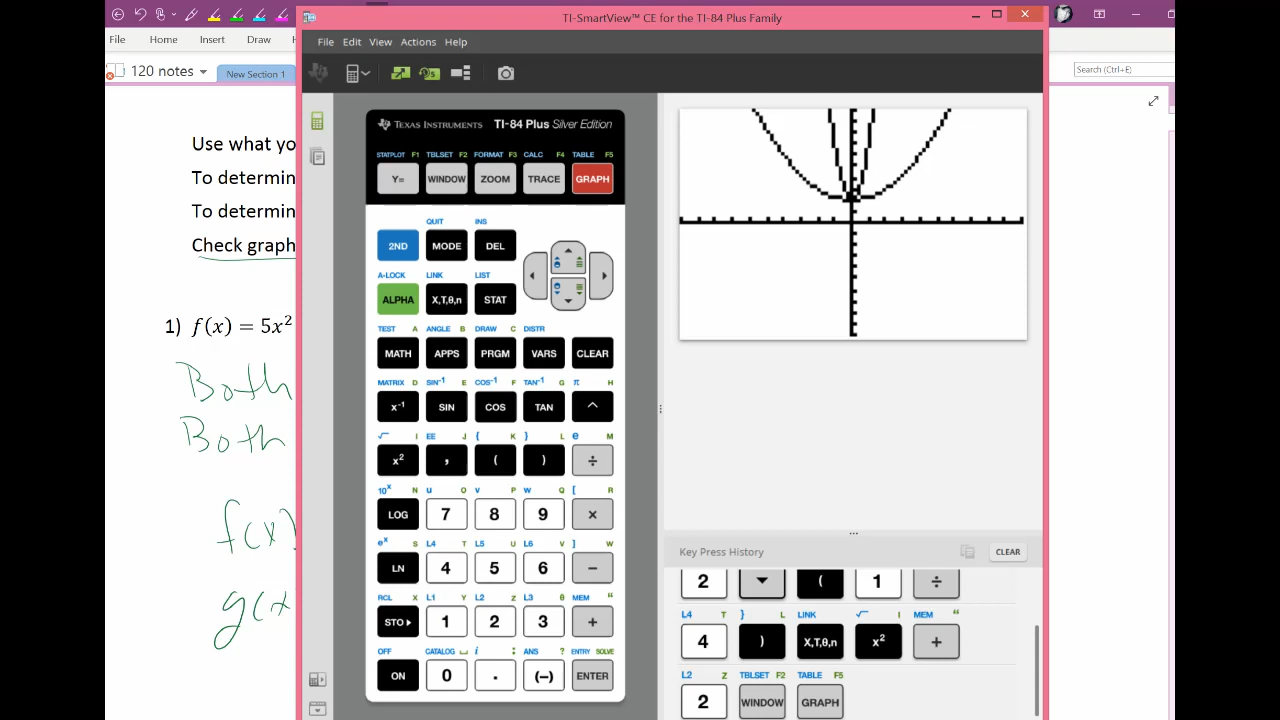 TI-SmartView™ CE for the TI-84 Plus Family
File Home Insert Draw
File Edit View Actions Help
120 notes
New Section 1
Search (Ctrl+E)
Use what yo
To determin
To determin
Check graph
1) f(x) = 5x²
Both
Both
f(x)
g(x
TEXAS INSTRUMENTS TI-84 Plus Silver Edition
STATPLOT F1 TBLSET F2 FORMAT F3 CALC F4 TABLE F5
Y= WINDOW ZOOM TRACE GRAPH
QUIT INS
2ND MODE DEL
A-LOCK LINK LIST
ALPHA X,T,θ,n STAT
TEST A ANGLE B DRAW C DISTR
MATH APPS PRGM VARS CLEAR
MATRIX D SIN⁻¹ E COS⁻¹ F TAN⁻¹ G π H
x⁻¹ SIN COS TAN ^
√ I EE J { K } L e M
x² , ( ) ÷
10ˣ N u O v P w Q [ R
LOG 7 8 9 ×
eˣ S L4 T L5 U L6 V ] W
LN 4 5 6 −
RCL X L1 Y L2 Z L3 θ MEM “
STO▸ 1 2 3 +
OFF CATALOG ⎵ i : ANS ? ENTRY SOLVE
ON 0 . (−) ENTER
Key Press History
CLEAR
2 ( 1 ÷
L4 T } L LINK √ I MEM “
4 ) X,T,θ,n x² +
L2 Z TBLSET F2 TABLE F5
2 WINDOW GRAPH